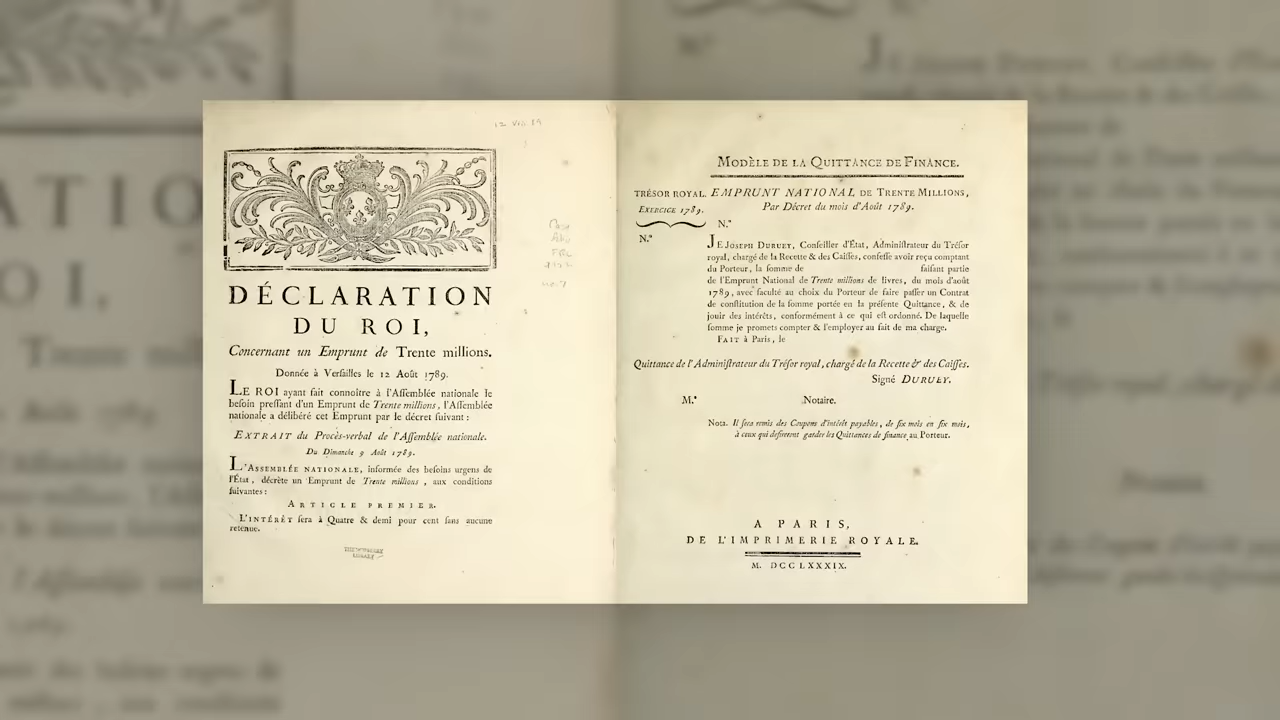 DÉCLARATION
DU ROI,
Concernant un Emprunt de Trente millions.
Donnée à Versailles le 12 Août 1789.
LE ROI ayant fait connoître à l'Assemblée nationale le
besoin pressant d'un Emprunt de Trente millions, l'Assemblée
nationale a délibéré cet Emprunt par le décret suivant :
EXTRAIT du Procès-verbal de l'Assemblée nationale.
Du Dimanche 9 Août 1789.
L'ASSEMBLÉE NATIONALE, informée des besoins urgens de
l'État, décrète un Emprunt de Trente millions, aux conditions
suivantes :
ARTICLE PREMIER.
L'INTÉRÊT sera à Quatre & demi pour cent sans aucune
retenue.
MODÈLE DE LA QUITTANCE DE FINANCE.
TRÉSOR ROYAL. EMPRUNT NATIONAL DE TRENTE MILLIONS,
EXERCICE 1789. Par Décret du mois d'Août 1789.
N.º
N.º
JE JOSEPH DURUEY, Conseiller d'État, Administrateur du Trésor
royal, chargé de la Recette & des Caisses, confesse avoir reçu comptant
du Porteur, la somme de faisant partie
de l'Emprunt National de Trente millions de livres, du mois d'août
1789, avec faculté au choix du Porteur de faire passer un Contrat
de constitution de la somme portée en la présente Quittance, & de
jouir des intérêts, conformément à ce qui est ordonné. De laquelle
somme je promets compter & l'employer au fait de ma charge.
FAIT à Paris, le
Quittance de l'Administrateur du Trésor royal, chargé de la Recette & des Caisses.
Signé DURUEY.
M.e Notaire.
NOTA. Il sera remis des Coupons d'intérêt payables, de six mois en six mois,
à ceux qui desireront garder les Quittances de finance au Porteur.
A PARIS,
DE L'IMPRIMERIE ROYALE.
M. DCCLXXXIX.